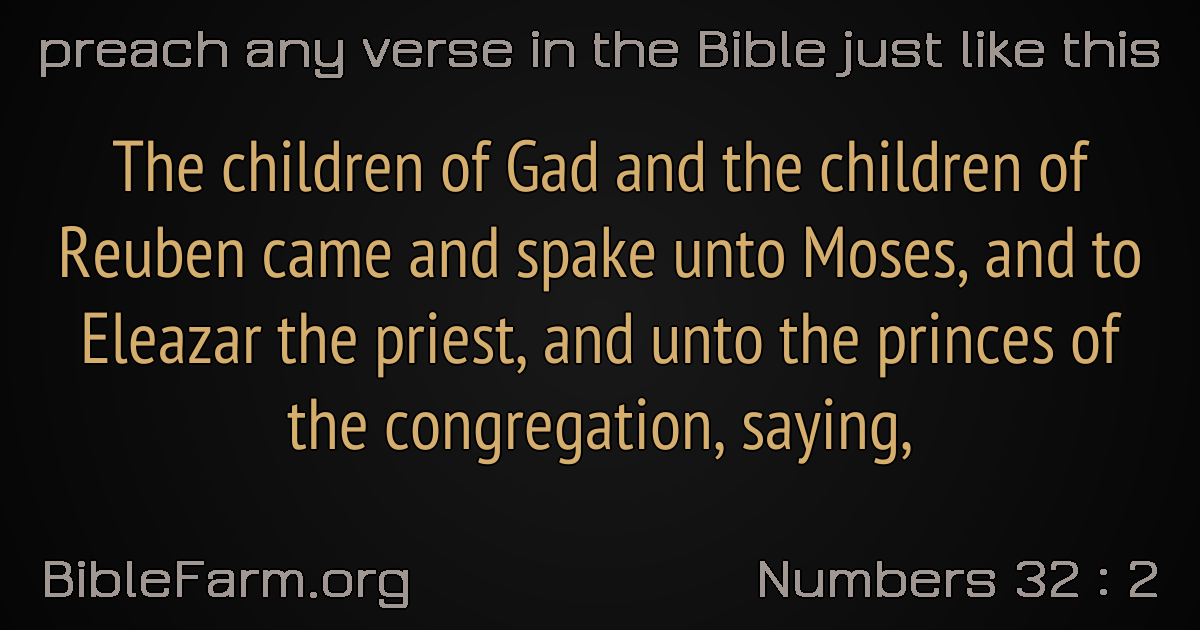 preach any verse in the Bible just like this
The children of Gad and the children of
Reuben came and spake unto Moses, and to
Eleazar the priest, and unto the princes of
the congregation, saying,
BibleFarm.org
Numbers 32 : 2